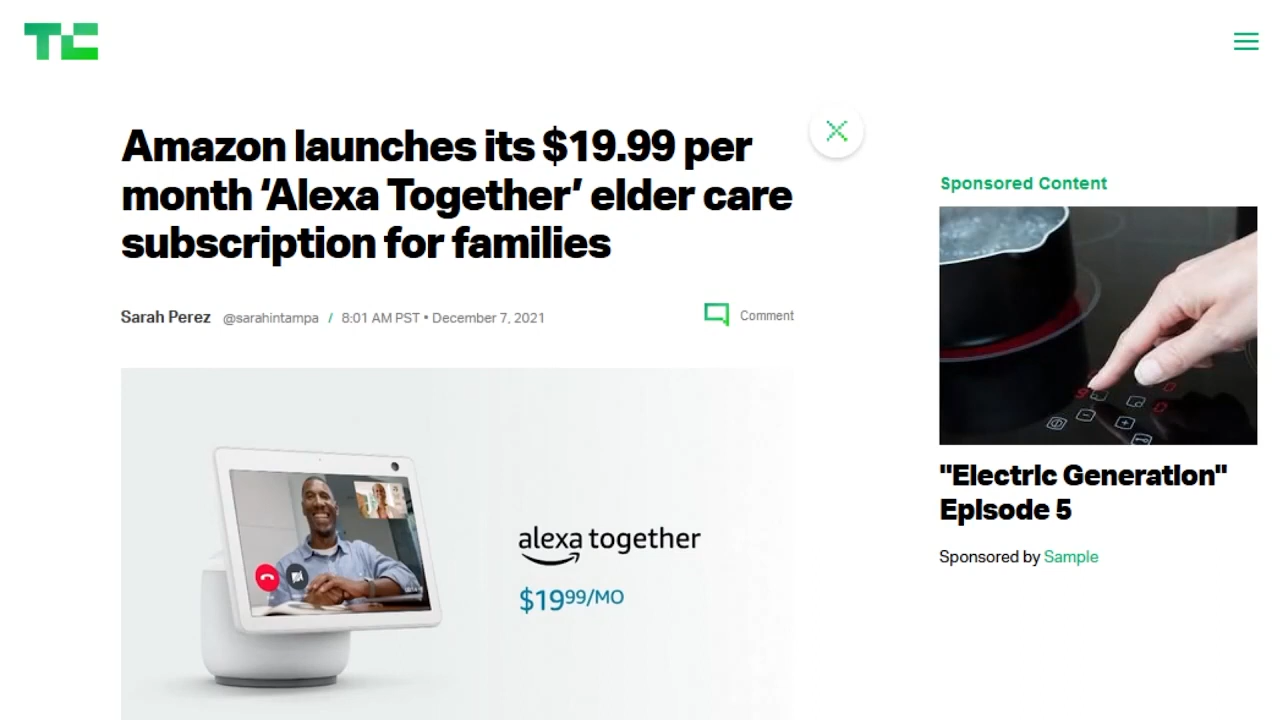 TC
Amazon launches its $19.99 per
month ‘Alexa Together’ elder care
subscription for families
Sarah Perez @sarahintampa / 8:01 AM PST • December 7, 2021
Comment
alexa together
$1999/MO
Sponsored Content
"Electric Generation"
Episode 5
Sponsored by Sample